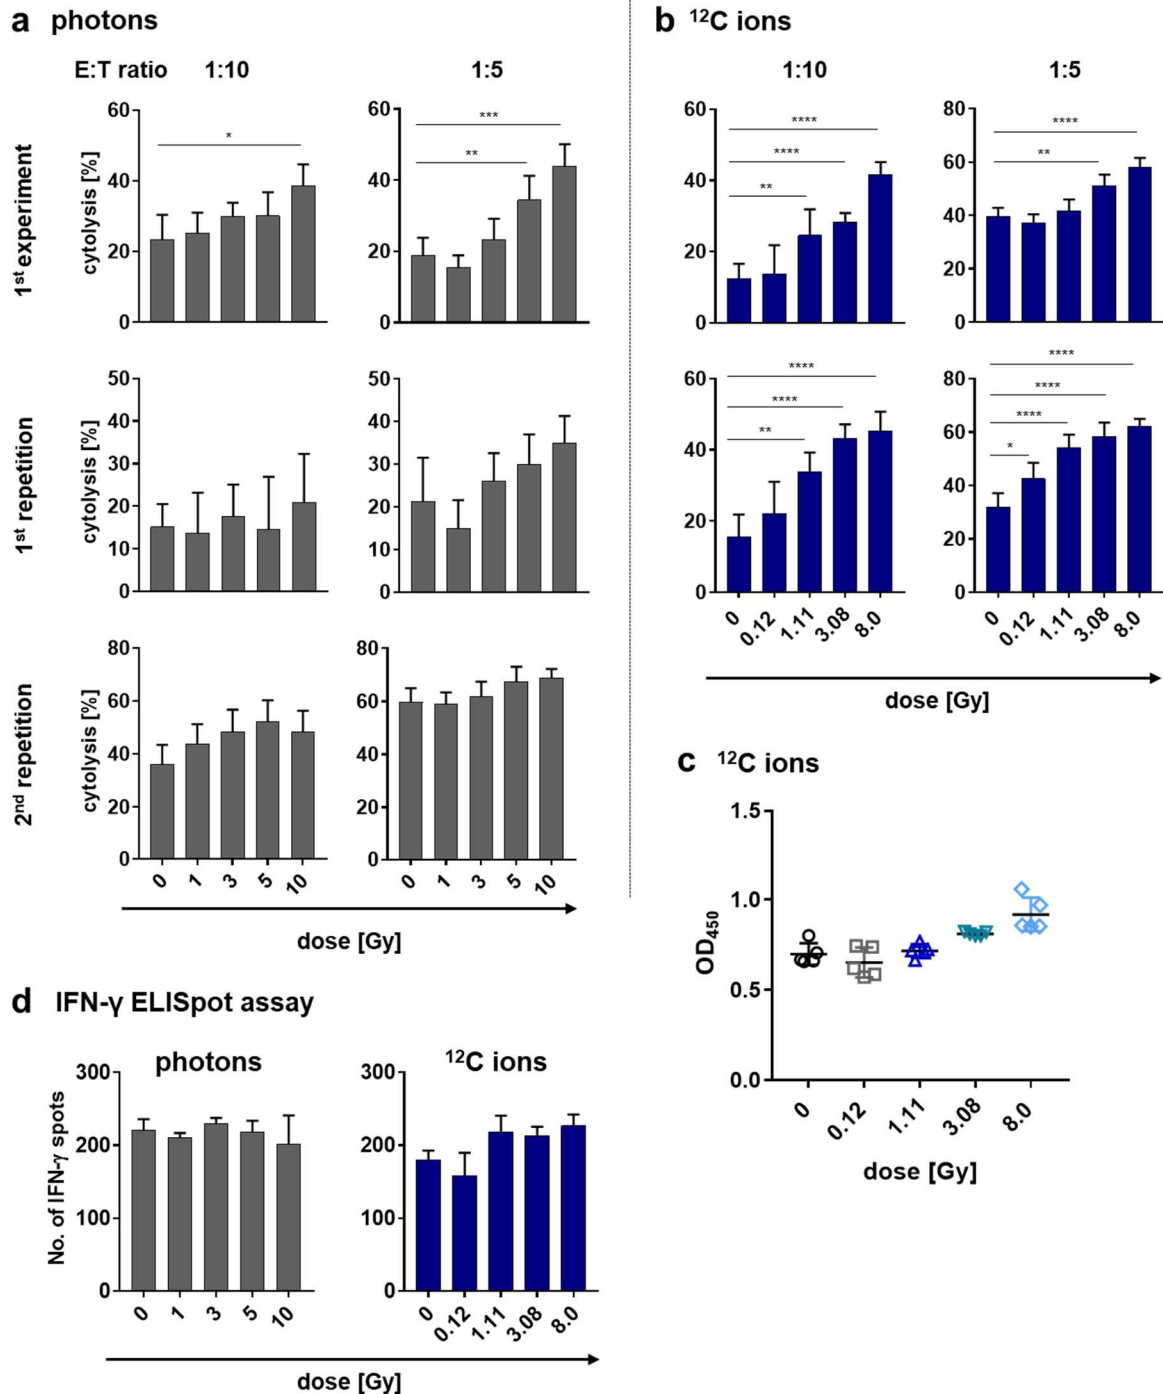 a photons
E:T ratio 1:10 1:5
1st experiment
cytolysis [%]
60
40
20
0
*
60
40
20
0
***
**
1st repetition
cytolysis [%]
50
40
30
20
10
0
50
40
30
20
10
0
2nd repetition
cytolysis [%]
80
60
40
20
0
0 1 3 5 10
80
60
40
20
0
0 1 3 5 10
dose [Gy]
b 12C ions
1:10 1:5
60
40
20
0
****
****
**
80
60
40
20
0
****
**
60
40
20
0
****
****
**
0 0.12 1.11 3.08 8.0
80
60
40
20
0
****
****
****
*
0 0.12 1.11 3.08 8.0
dose [Gy]
c 12C ions
OD450
1.5
1.0
0.5
0.0
0 0.12 1.11 3.08 8.0
dose [Gy]
d IFN-γ ELISpot assay
photons
No. of IFN-γ spots
300
200
100
0
0 1 3 5 10
12C ions
300
200
100
0
0 0.12 1.11 3.08 8.0
dose [Gy]